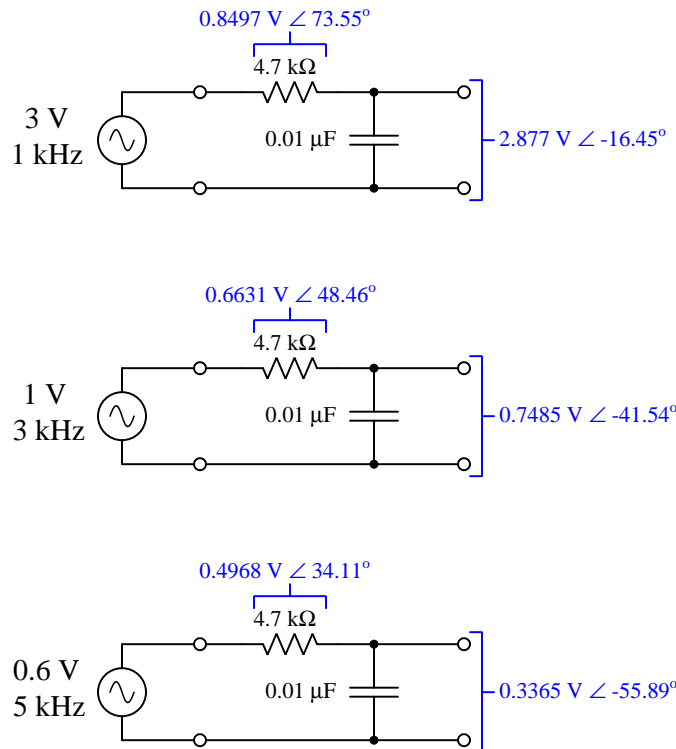 0.8497 V ∠ 73.55°
4.7 kΩ
3 V
1 kHz
0.01 µF
2.877 V ∠ -16.45°
0.6631 V ∠ 48.46°
4.7 kΩ
1 V
3 kHz
0.01 µF
0.7485 V ∠ -41.54°
0.4968 V ∠ 34.11°
4.7 kΩ
0.6 V
5 kHz
0.01 µF
0.3365 V ∠ -55.89°